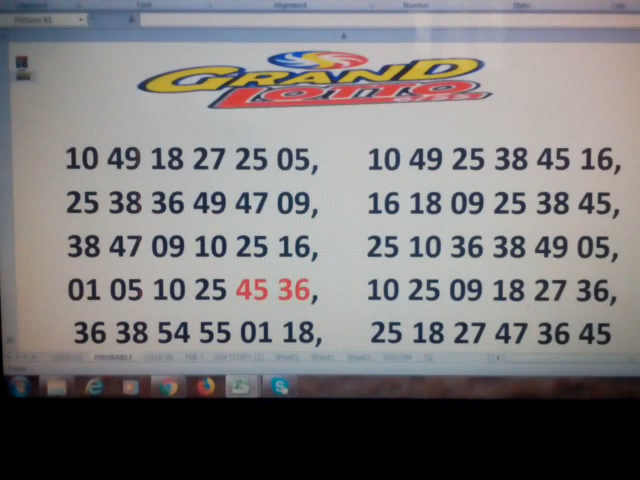 Picture 81
A
GRAND
LOTTO
6/55
10 49 18 27 25 05, 10 49 25 38 45 16,
25 38 36 49 47 09, 16 18 09 25 38 45,
38 47 09 10 25 16, 25 10 36 38 49 05,
01 05 10 25 45 36, 10 25 09 18 27 36,
36 38 54 55 01 18, 25 18 27 47 36 45
PROBABLE